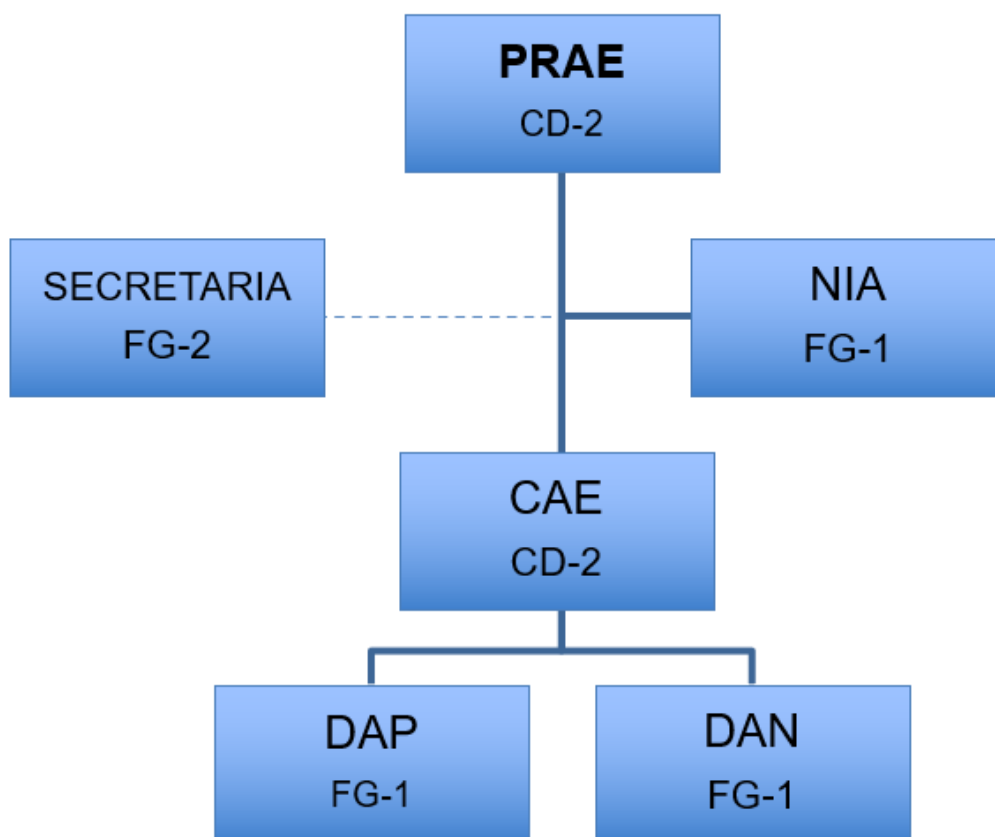 PRAE
CD-2
SECRETARIA
FG-2
NIA
FG-1
CAE
CD-2
DAP
FG-1
DAN
FG-1